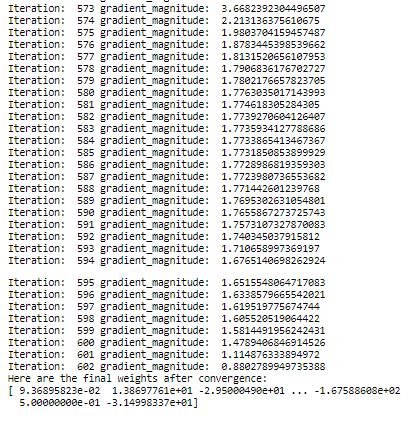 Iteration:  573 gradient_magnitude:  3.6682392304496507
Iteration:  574 gradient_magnitude:  2.213136375610675
Iteration:  575 gradient_magnitude:  1.9803704159457487
Iteration:  576 gradient_magnitude:  1.8783445398539662
Iteration:  577 gradient_magnitude:  1.8131520656107953
Iteration:  578 gradient_magnitude:  1.7906836176702727
Iteration:  579 gradient_magnitude:  1.7802176657823705
Iteration:  580 gradient_magnitude:  1.7763035017143993
Iteration:  581 gradient_magnitude:  1.774618305284305
Iteration:  582 gradient_magnitude:  1.7739270604126407
Iteration:  583 gradient_magnitude:  1.7735934127788686
Iteration:  584 gradient_magnitude:  1.7733865413467367
Iteration:  585 gradient_magnitude:  1.7731850853899929
Iteration:  586 gradient_magnitude:  1.7728986819359303
Iteration:  587 gradient_magnitude:  1.7723980736553682
Iteration:  588 gradient_magnitude:  1.771442601239768
Iteration:  589 gradient_magnitude:  1.7695302631054801
Iteration:  590 gradient_magnitude:  1.7655867273725743
Iteration:  591 gradient_magnitude:  1.7573107327870083
Iteration:  592 gradient_magnitude:  1.740345037915812
Iteration:  593 gradient_magnitude:  1.710658997369197
Iteration:  594 gradient_magnitude:  1.6765140698262924
Iteration:  595 gradient_magnitude:  1.6515548064717083
Iteration:  596 gradient_magnitude:  1.6338579665542021
Iteration:  597 gradient_magnitude:  1.619519775674744
Iteration:  598 gradient_magnitude:  1.605520519064422
Iteration:  599 gradient_magnitude:  1.5814491956242431
Iteration:  600 gradient_magnitude:  1.4789406846914526
Iteration:  601 gradient_magnitude:  1.114876333894972
Iteration:  602 gradient_magnitude:  0.8802789949735388
Here are the final weights after convergence:
[ 9.36895823e-02  1.38697761e+01 -2.95000490e+01 ... -1.67588608e+02
  5.00000000e-01 -3.14998337e+01]